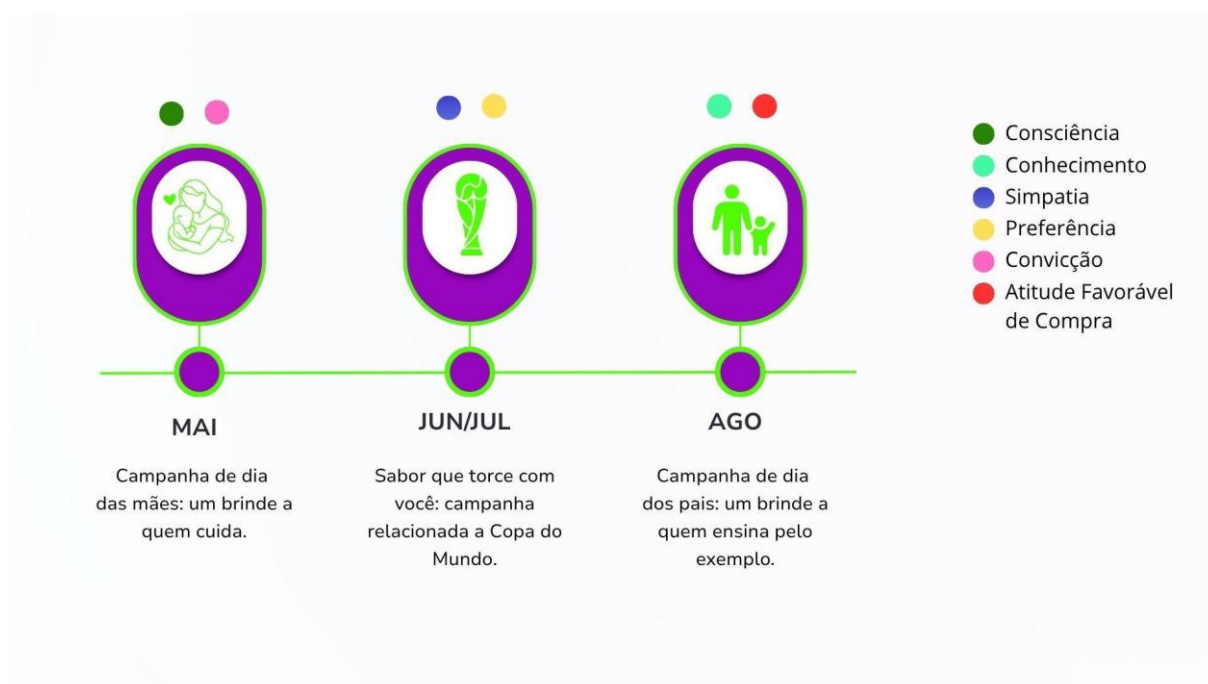 Consciência
Conhecimento
Simpatia
Preferência
Convicção
Atitude Favorável
de Compra
MAI
Campanha de dia
das mães: um brinde a
quem cuida.
JUN/JUL
Sabor que torce com
você: campanha
relacionada a Copa do
Mundo.
AGO
Campanha de dia
dos pais: um brinde a
quem ensina pelo
exemplo.